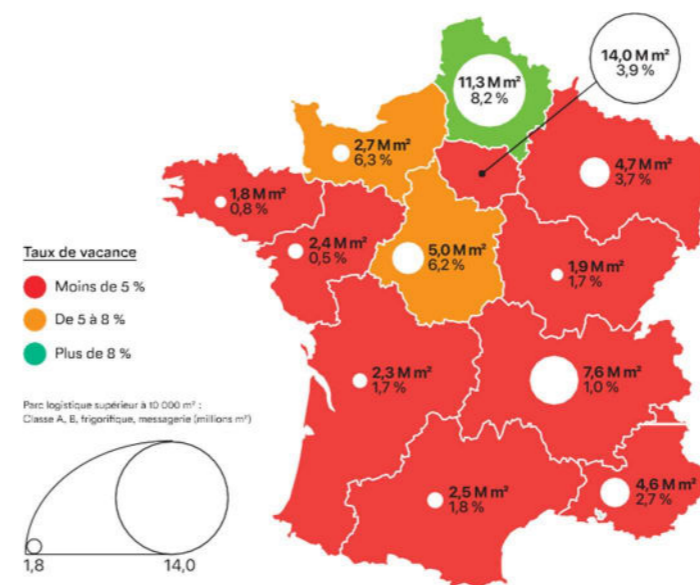 14,0 M m²
3,9 %
11,3 M m²
8,2 %
2,7 M m²
6,3 %
4,7 M m²
3,7 %
1,8 M m²
0,8 %
2,4 M m²
0,5 %
5,0 M m²
6,2 %
1,9 M m²
1,7 %
Taux de vacance
Moins de 5 %
De 5 à 8 %
Plus de 8 %
2,3 M m²
1,7 %
7,6 M m²
1,0 %
Parc logistique supérieur à 10 000 m² :
Classe A, B, frigorifique, messagerie (millions m²)
4,6 M m²
2,7 %
2,5 M m²
1,8 %
1,8
14,0